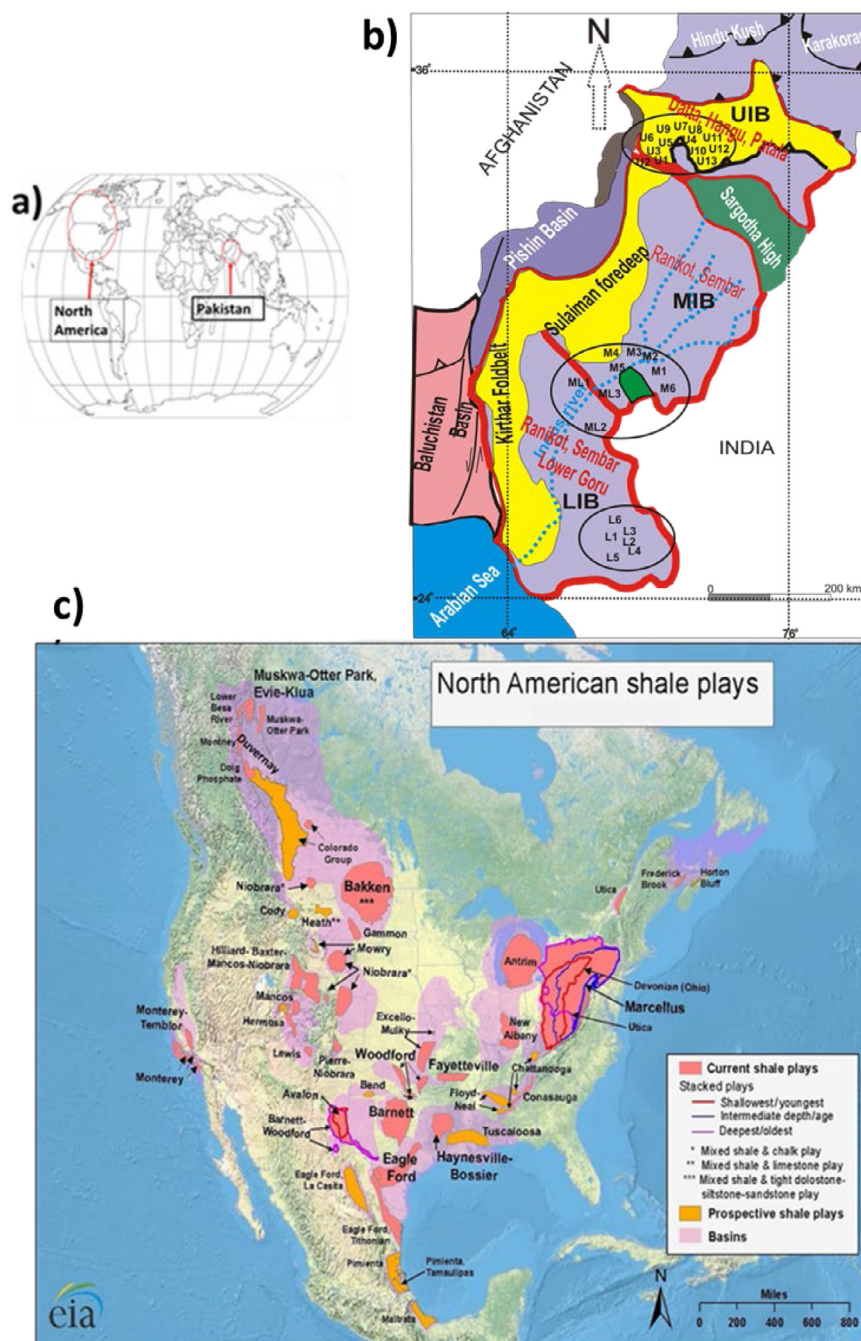 a)
North
America
Pakistan
b)
N
Hindu Kush
Karakoram
36°
AFGHANISTAN
UIB
Datta, Hangu, Patala
U9 U7 U8
U6 U5 U4 U11
U3 U10 U12
U2 U1 U13
Pishin Basin
Sargodha High
Sulaiman foredeep
Ranikot, Sembar
MIB
M4 M3 M2
M5 M1
ML1 ML3 M6
ML2
Kirthar Foldbelt
Baluchistan
Basin
Indus river
Ranikot, Sembar
Lower Goru
LIB
INDIA
L6
L1 L3
L2
L5 L4
Arabian Sea
0 200 km
24°
64°
76°
c)
North American shale plays
Muskwa-Otter Park,
Evie-Klua
Lower
Besa
River
Muskwa-
Otter Park
Montney
Duvernay
Doig
Phosphate
Colorado
Group
Niobrara*
Bakken
***
Cody
Heath**
Gammon
Mowry
Hilliard-Baxter-
Mancos-Niobrara
Niobrara*
Mancos
Hermosa
Monterey-
Temblor
Monterey
Lewis
Pierre-
Niobrara
Excello-
Mulky
Woodford
Fayetteville
Bend
Avalon
Barnett-
Woodford
Barnett
Eagle
Ford
Haynesville-
Bossier
Tuscaloosa
Floyd-
Neal
Conasauga
Chattanooga
New
Albany
Antrim
Devonian (Ohio)
Marcellus
Utica
Utica
Frederick
Brook
Horton
Bluff
Eagle Ford,
La Casita
Eagle Ford,
Tithonian
Pimienta
Pimienta,
Tamaulipas
Maltrata
Current shale plays
Stacked plays
Shallowest/youngest
Intermediate depth/age
Deepest/oldest
* Mixed shale & chalk play
** Mixed shale & limestone play
*** Mixed shale & tight dolostone-
siltstone-sandstone play
Prospective shale plays
Basins
eia
N
Miles
0 200 400 600 800